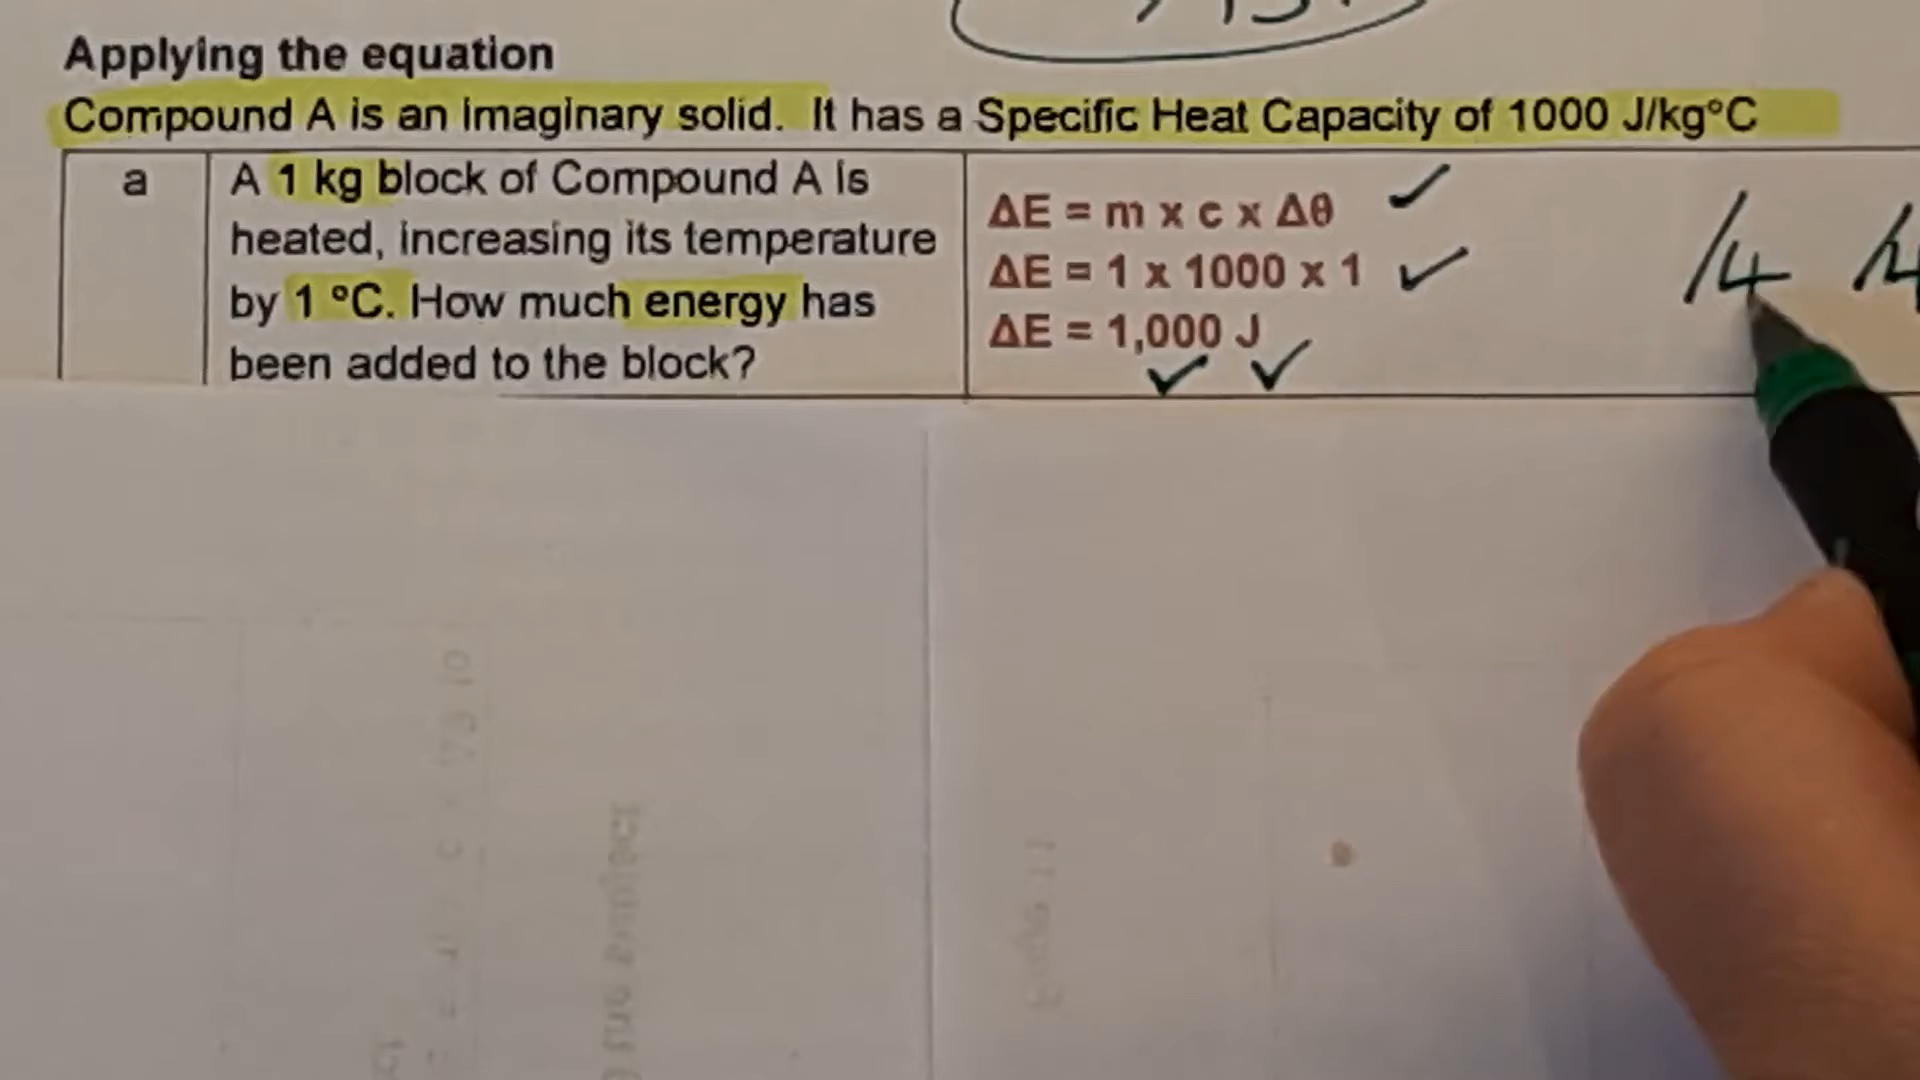 Applying the equation
Compound A is an imaginary solid. It has a Specific Heat Capacity of 1000 J/kg°C
a
A 1 kg block of Compound A is
heated, increasing its temperature
by 1 °C. How much energy has
been added to the block?
ΔE = m x c x Δθ
ΔE = 1 x 1000 x 1
ΔE = 1,000 J
/4 /4